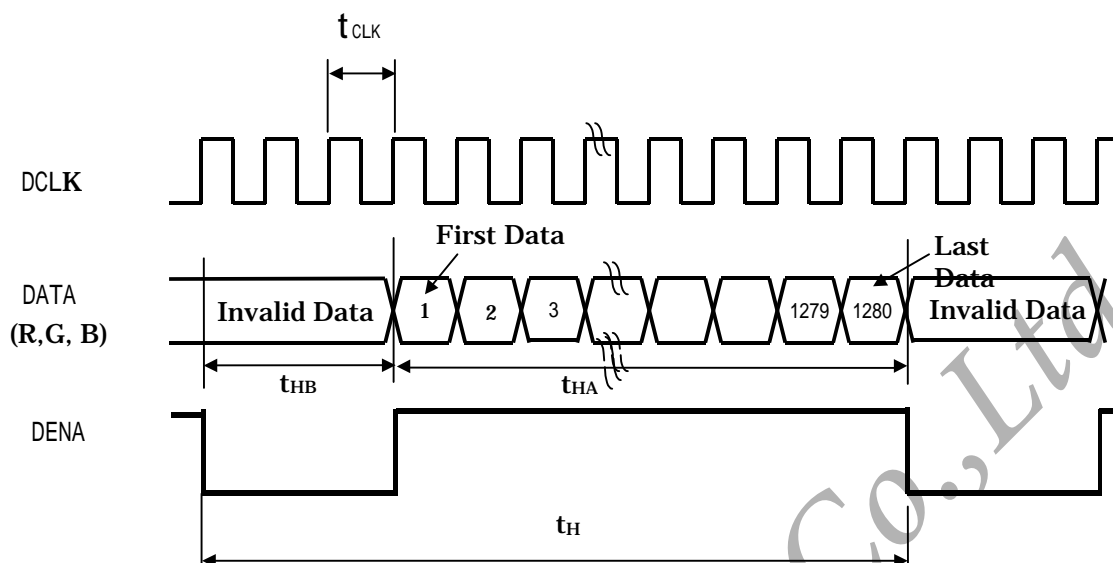 tCLK
DCLK
First Data
Last
Data
DATA
(R,G, B)
Invalid Data
1
2
3
1279
1280
Invalid Data
tHB
tHA
DENA
tH
Co.,Ltd